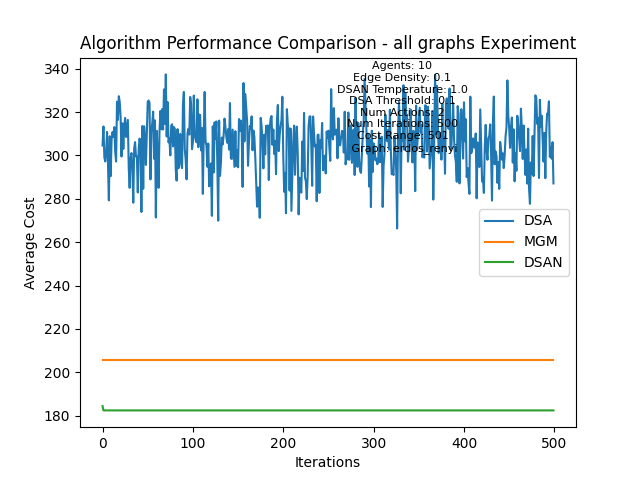 Algorithm Performance Comparison - all graphs Experiment
Agents: 10
Edge Density: 0.1
DSAN Temperature: 1.0
DSA Threshold: 0.1
Num Actions: 2
Num Iterations: 500
Cost Range: 501
Graph: erdos_renyi
340
320
300
280
260
240
220
200
180
Average Cost
DSA
MGM
DSAN
0
100
200
300
400
500
Iterations